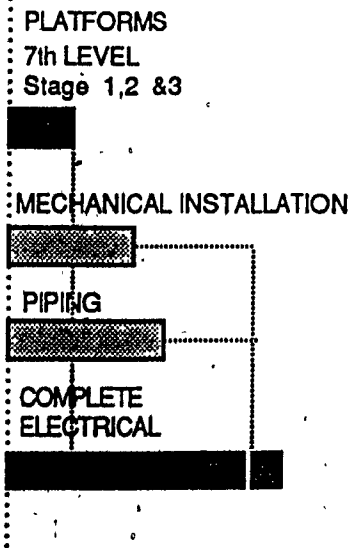 PLATFORMS
7th LEVEL
Stage 1,2 &3
MECHANICAL INSTALLATION
PIPING
COMPLETE
ELECTRICAL